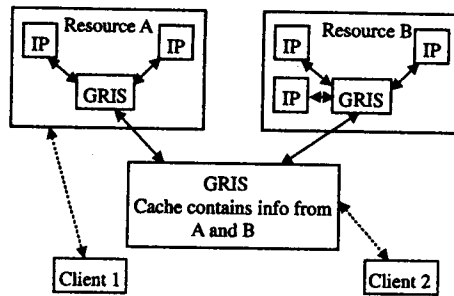 Resource A
IP
IP
GRIS
Resource B
IP
IP
IP
GRIS
GRIS
Cache contains info from
A and B
Client 1
Client 2